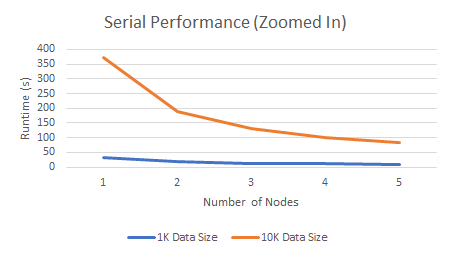 Serial Performance (Zoomed In)
Runtime (s)
400
350
300
250
200
150
100
50
0
1 2 3 4 5
Number of Nodes
1K Data Size 10K Data Size